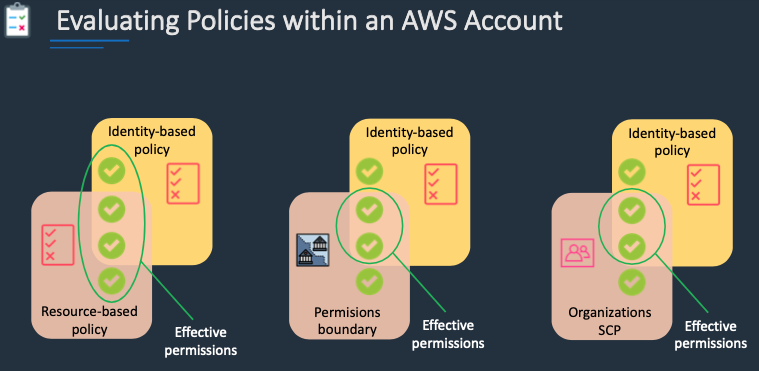 Evaluating Policies within an AWS Account
Identity-based
policy
Resource-based
policy
Effective
permissions
Identity-based
policy
Permisions
boundary
Effective
permissions
Identity-based
policy
Organizations
SCP
Effective
permissions